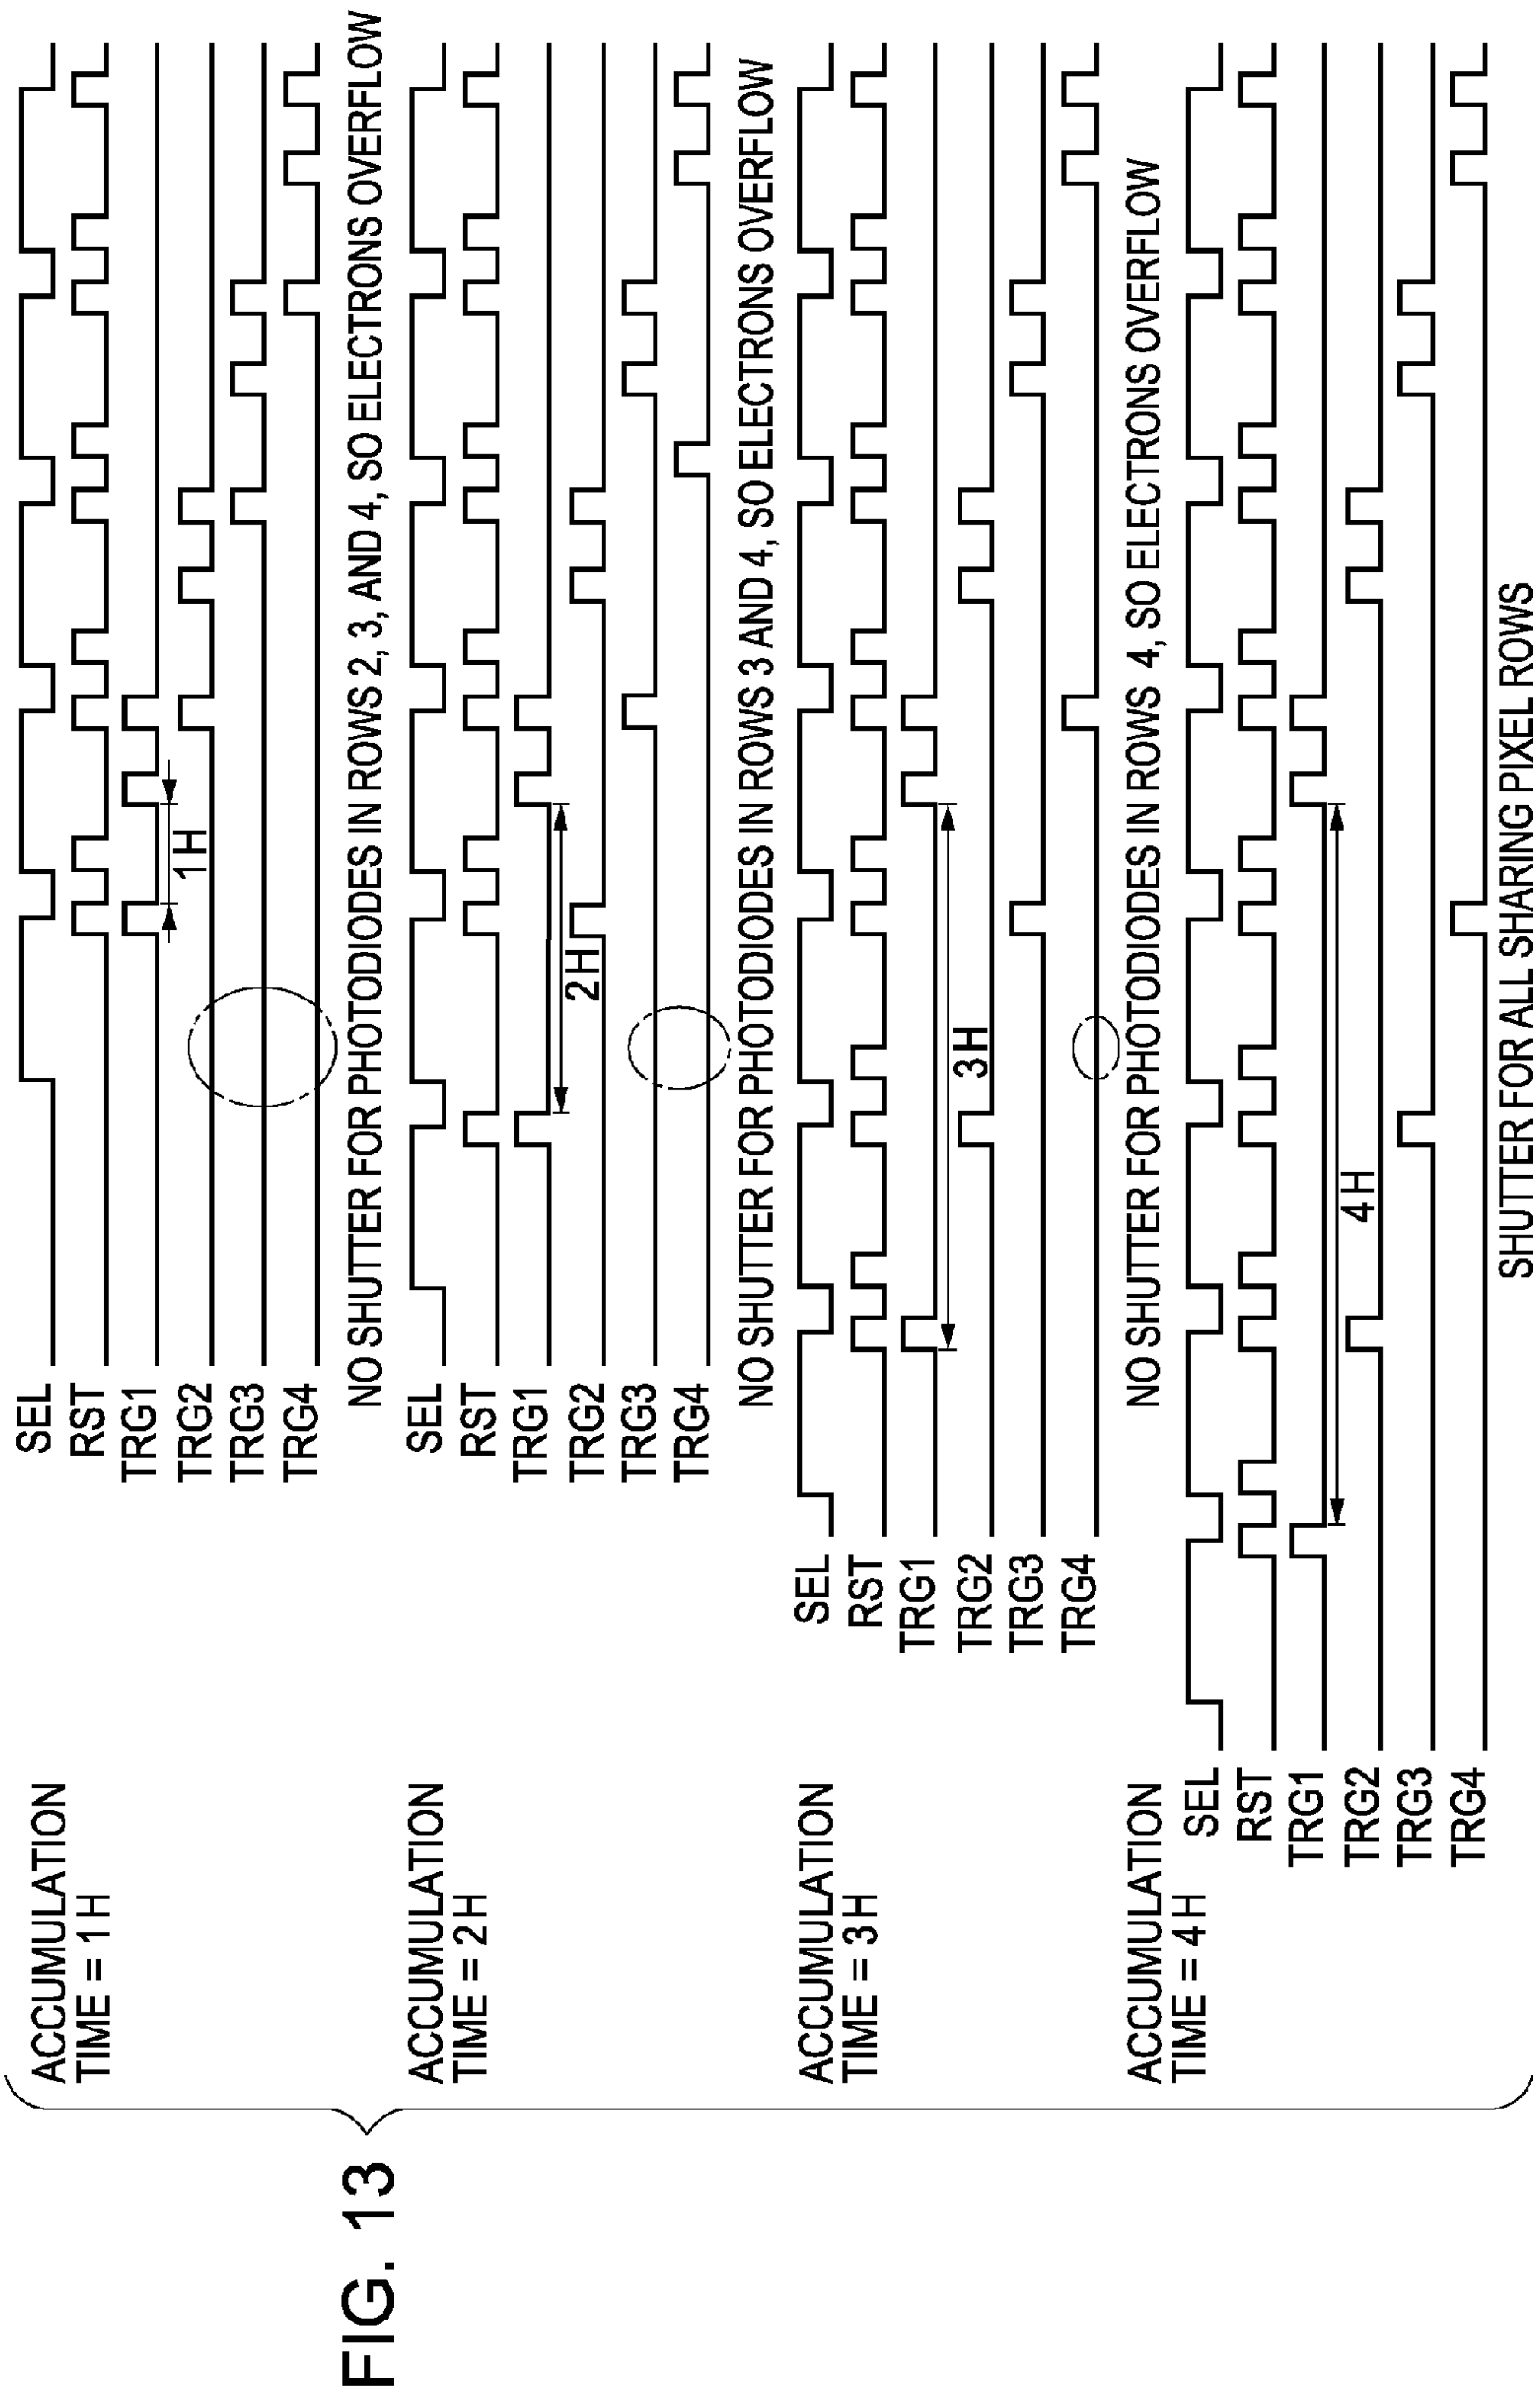 FIG. 13
ACCUMULATION
TIME = 1H
SEL
RST
TRG1
1H
TRG2
TRG3
TRG4
NO SHUTTER FOR PHOTODIODES IN ROWS 2, 3, AND 4, SO ELECTRONS OVERFLOW
ACCUMULATION
TIME = 2H
SEL
RST
TRG1
2H
TRG2
TRG3
TRG4
NO SHUTTER FOR PHOTODIODES IN ROWS 3 AND 4, SO ELECTRONS OVERFLOW
ACCUMULATION
TIME = 3H
SEL
RST
TRG1
3H
TRG2
TRG3
TRG4
NO SHUTTER FOR PHOTODIODES IN ROWS 4, SO ELECTRONS OVERFLOW
ACCUMULATION
TIME = 4H
SEL
RST
TRG1
4H
TRG2
TRG3
TRG4
SHUTTER FOR ALL SHARING PIXEL ROWS